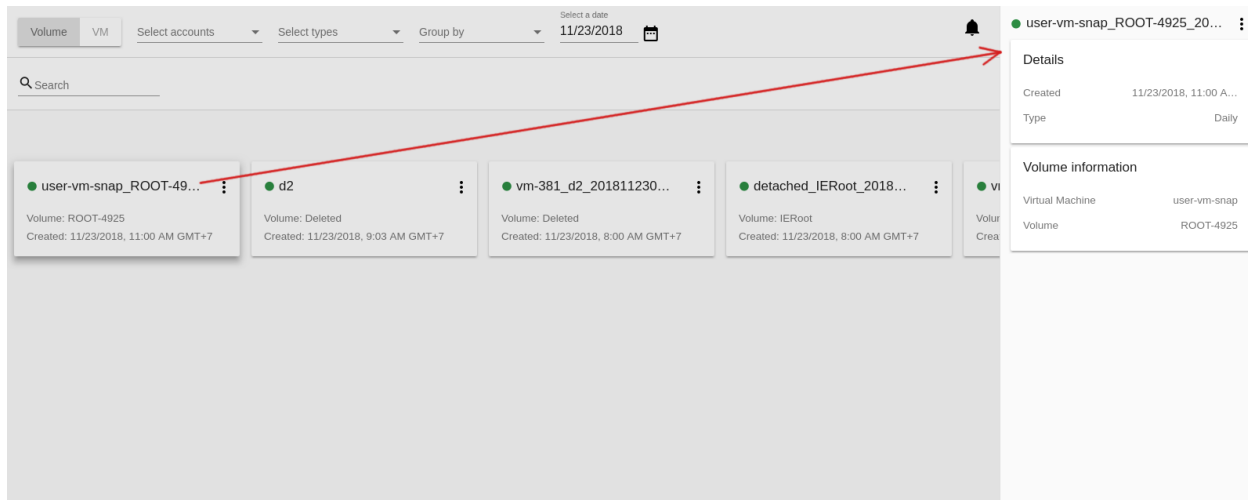 Volume VM Select accounts Select types Group by Select a date 11/23/2018
Search
user-vm-snap_ROOT-49...
Volume: ROOT-4925
Created: 11/23/2018, 11:00 AM GMT+7
d2
Volume: Deleted
Created: 11/23/2018, 9:03 AM GMT+7
vm-381_d2_201811230...
Volume: Deleted
Created: 11/23/2018, 8:00 AM GMT+7
detached_IERoot_2018...
Volume: IERoot
Created: 11/23/2018, 8:00 AM GMT+7
user-vm-snap_ROOT-4925_20...
Details
Created 11/23/2018, 11:00 A...
Type Daily
Volume information
Virtual Machine user-vm-snap
Volume ROOT-4925